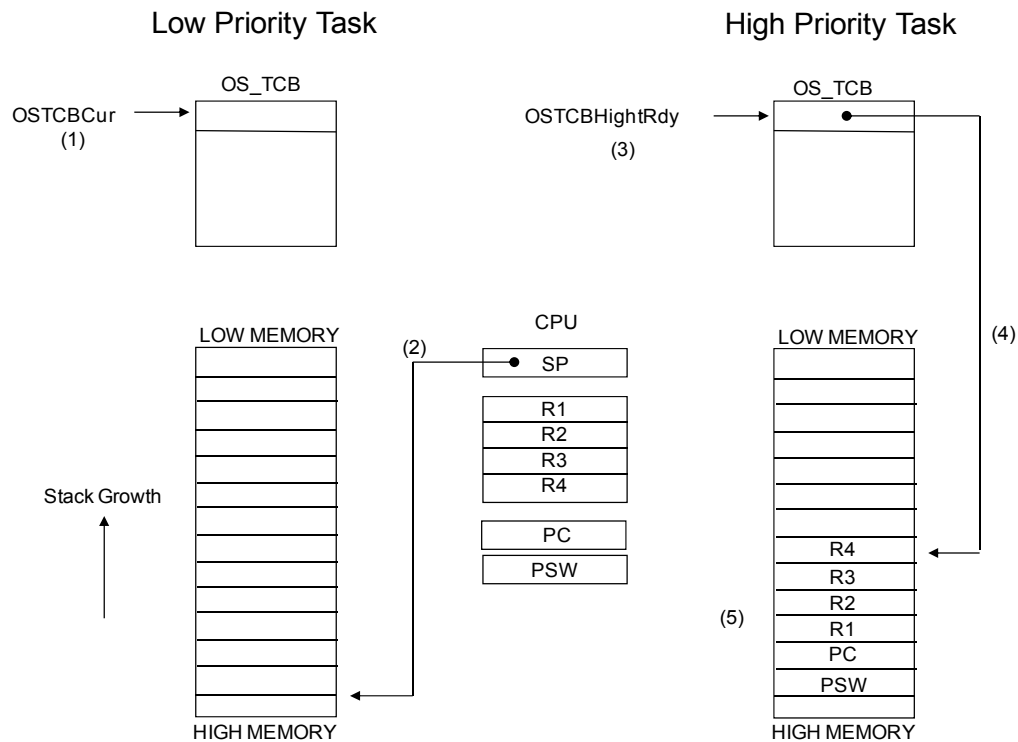 Low Priority Task
High Priority Task
OS_TCB
OS_TCB
OSTCBCur
(1)
OSTCBHightRdy
(3)
LOW MEMORY
CPU
LOW MEMORY
(2)
(4)
SP
R1
R2
R3
R4
Stack Growth
PC
PSW
R4
R3
R2
R1
PC
PSW
(5)
HIGH MEMORY
HIGH MEMORY